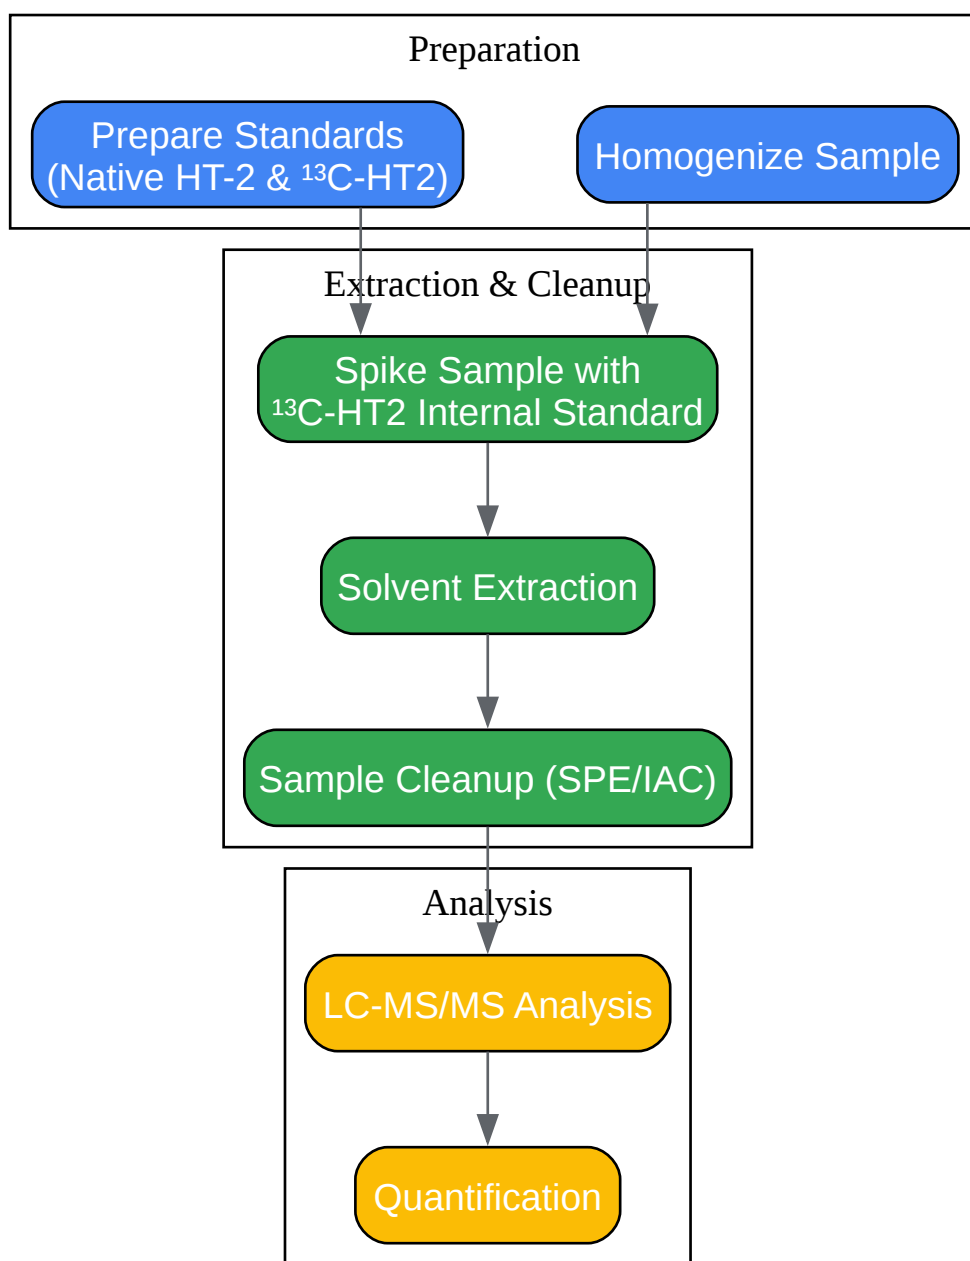 Preparation
Prepare Standards
(Native HT-2 & ¹³C-HT2)
Homogenize Sample
Extraction & Cleanup
Spike Sample with
¹³C-HT2 Internal Standard
Solvent Extraction
Sample Cleanup (SPE/IAC)
Analysis
LC-MS/MS Analysis
Quantification